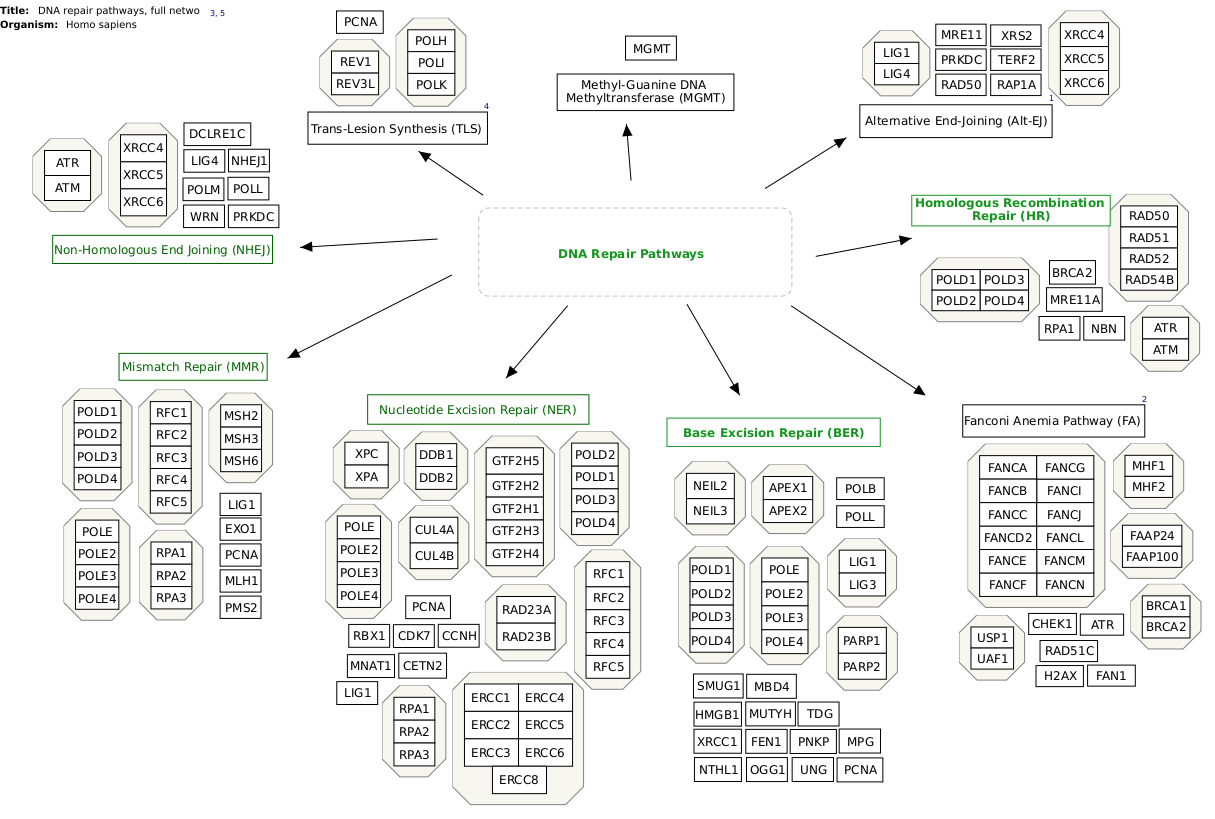 Title: DNA repair pathways, full netwo 3, 5
Organism: Homo sapiens
PCNA
REV1
REV3L
POLH
POLI
POLK
4
Trans-Lesion Synthesis (TLS)
MGMT
Methyl-Guanine DNA
Methyltransferase (MGMT)
LIG1
LIG4
MRE11 XRS2
PRKDC TERF2
RAD50 RAP1A
XRCC4
XRCC5
XRCC6
1
Alternative End-Joining (Alt-EJ)
ATR
ATM
XRCC4
XRCC5
XRCC6
DCLRE1C
LIG4 NHEJ1
POLM POLL
WRN PRKDC
Non-Homologous End Joining (NHEJ)
DNA Repair Pathways
Homologous Recombination
Repair (HR)
RAD50
RAD51
RAD52
RAD54B
POLD1 POLD3
POLD2 POLD4
BRCA2
MRE11A
RPA1 NBN
ATR
ATM
Mismatch Repair (MMR)
POLD1
POLD2
POLD3
POLD4
RFC1
RFC2
RFC3
RFC4
RFC5
MSH2
MSH3
MSH6
POLE
POLE2
POLE3
POLE4
RPA1
RPA2
RPA3
LIG1
EXO1
PCNA
MLH1
PMS2
Nucleotide Excision Repair (NER)
XPC
XPA
DDB1
DDB2
GTF2H5
GTF2H2
GTF2H1
GTF2H3
GTF2H4
POLD2
POLD1
POLD3
POLD4
POLE
POLE2
POLE3
POLE4
CUL4A
CUL4B
RFC1
RFC2
RFC3
RFC4
RFC5
PCNA
RAD23A
RAD23B
RBX1 CDK7 CCNH
MNAT1 CETN2
LIG1
RPA1
RPA2
RPA3
ERCC1 ERCC4
ERCC2 ERCC5
ERCC3 ERCC6
ERCC8
Base Excision Repair (BER)
NEIL2
NEIL3
APEX1
APEX2
POLB
POLL
POLD1
POLD2
POLD3
POLD4
POLE
POLE2
POLE3
POLE4
LIG1
LIG3
PARP1
PARP2
SMUG1 MBD4
HMGB1 MUTYH TDG
XRCC1 FEN1 PNKP MPG
NTHL1 OGG1 UNG PCNA
2
Fanconi Anemia Pathway (FA)
FANCA FANCG
FANCB FANCI
FANCC FANCJ
FANCD2 FANCL
FANCE FANCM
FANCF FANCN
MHF1
MHF2
FAAP24
FAAP100
BRCA1
BRCA2
USP1
UAF1
CHEK1 ATR
RAD51C
H2AX FAN1